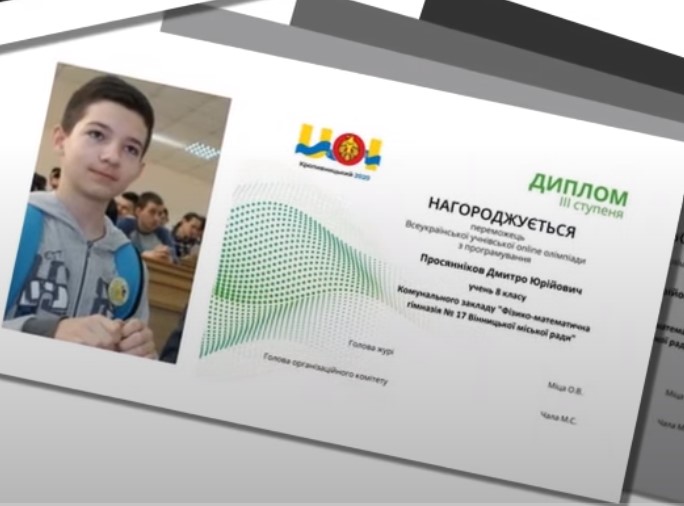 Кропивницький 2020
ДИПЛОМ
III ступеня
НАГОРОДЖУЄТЬСЯ
переможець
Всеукраїнської учнівської online олімпіади
з програмування
Просянніков Дмитро Юрійович
учень 8 класу
Комунального закладу "Фізико-математична
гімназія № 17 Вінницької міської ради"
Голова журі
Міца О.В.
Голова організаційного комітету
Чала М.С.